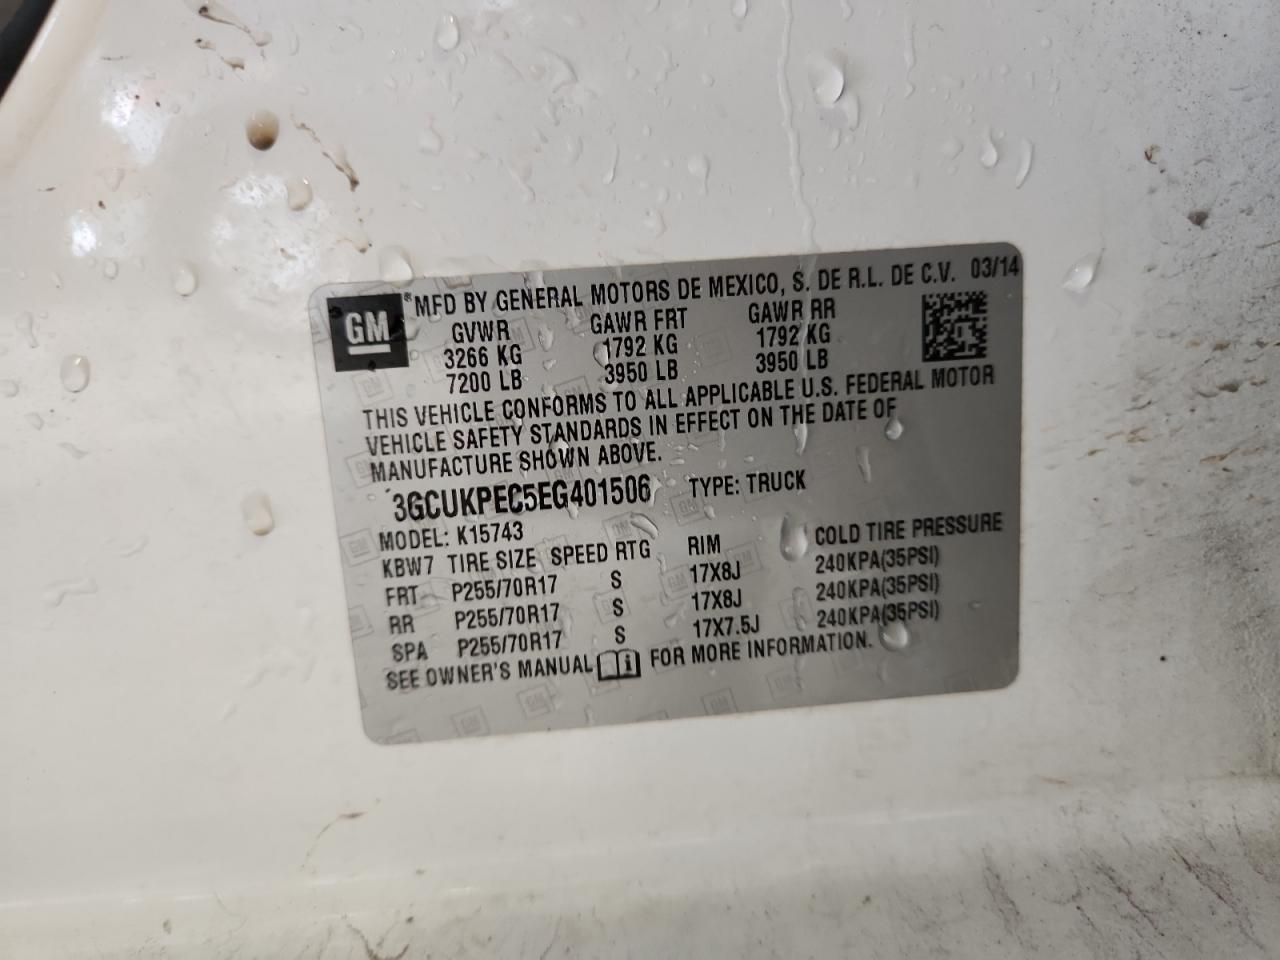 GM ® MFD BY GENERAL MOTORS DE MEXICO, S. DE R.L. DE C.V. 03/14
GVWR GAWR FRT GAWR RR
3266 KG 1792 KG 1792 KG
7200 LB 3950 LB 3950 LB
THIS VEHICLE CONFORMS TO ALL APPLICABLE U.S. FEDERAL MOTOR
VEHICLE SAFETY STANDARDS IN EFFECT ON THE DATE OF
MANUFACTURE SHOWN ABOVE.
3GCUKPEC5EG401506 TYPE: TRUCK
MODEL: K15743
KBW7 TIRE SIZE SPEED RTG RIM COLD TIRE PRESSURE
FRT P255/70R17 S 17X8J 240KPA(35PSI)
RR P255/70R17 S 17X8J 240KPA(35PSI)
SPA P255/70R17 S 17X7.5J 240KPA(35PSI)
SEE OWNER'S MANUAL FOR MORE INFORMATION.